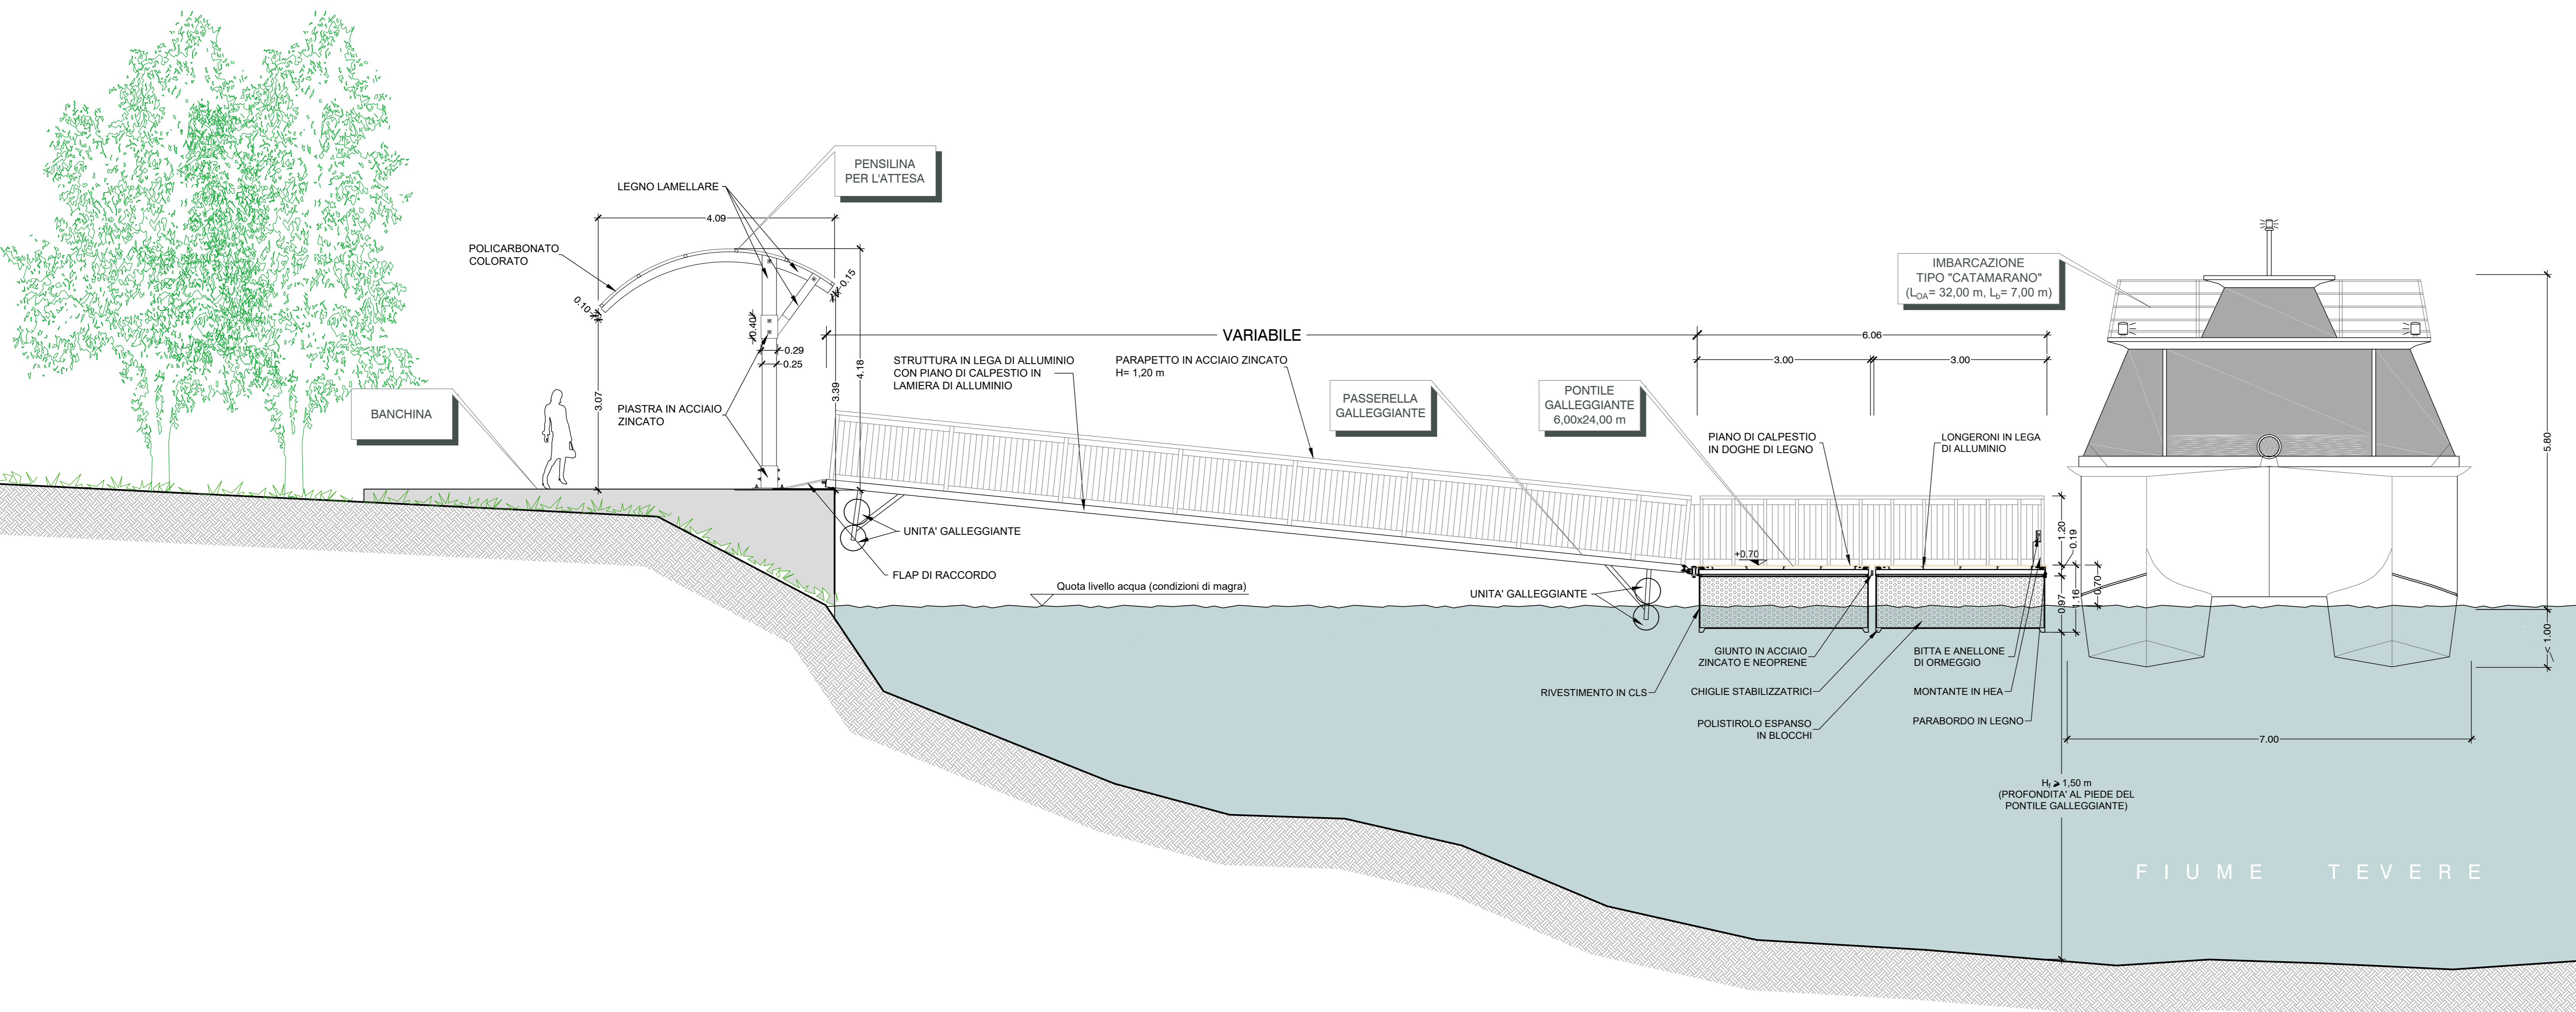 PENSILINA
PER L'ATTESA
LEGNO LAMELLARE
4.09
POLICARBONATO
COLORATO
0.15
0.10
0.40
0.29
0.25
3.07
3.39
4.18
PIASTRA IN ACCIAIO
ZINCATO
BANCHINA
VARIABILE
6.06
3.00
3.00
STRUTTURA IN LEGA DI ALLUMINIO
CON PIANO DI CALPESTIO IN
LAMIERA DI ALLUMINIO
PARAPETTO IN ACCIAIO ZINCATO
H= 1,20 m
PASSERELLA
GALLEGGIANTE
PONTILE
GALLEGGIANTE
6,00x24,00 m
PIANO DI CALPESTIO
IN DOGHE DI LEGNO
LONGERONI IN LEGA
DI ALLUMINIO
IMBARCAZIONE
TIPO "CATAMARANO"
(LOA= 32,00 m, Lb= 7,00 m)
5.80
≤ 1.00
1.20
0.19
0.70
0.97
1.16
+0.70
UNITA' GALLEGGIANTE
FLAP DI RACCORDO
Quota livello acqua (condizioni di magra)
UNITA' GALLEGGIANTE
GIUNTO IN ACCIAIO
ZINCATO E NEOPRENE
RIVESTIMENTO IN CLS
CHIGLIE STABILIZZATRICI
POLISTIROLO ESPANSO
IN BLOCCHI
BITTA E ANELLONE
DI ORMEGGIO
MONTANTE IN HEA
PARABORDO IN LEGNO
7.00
Hf ⩾ 1,50 m
(PROFONDITA' AL PIEDE DEL
PONTILE GALLEGGIANTE)
FIUME TEVERE